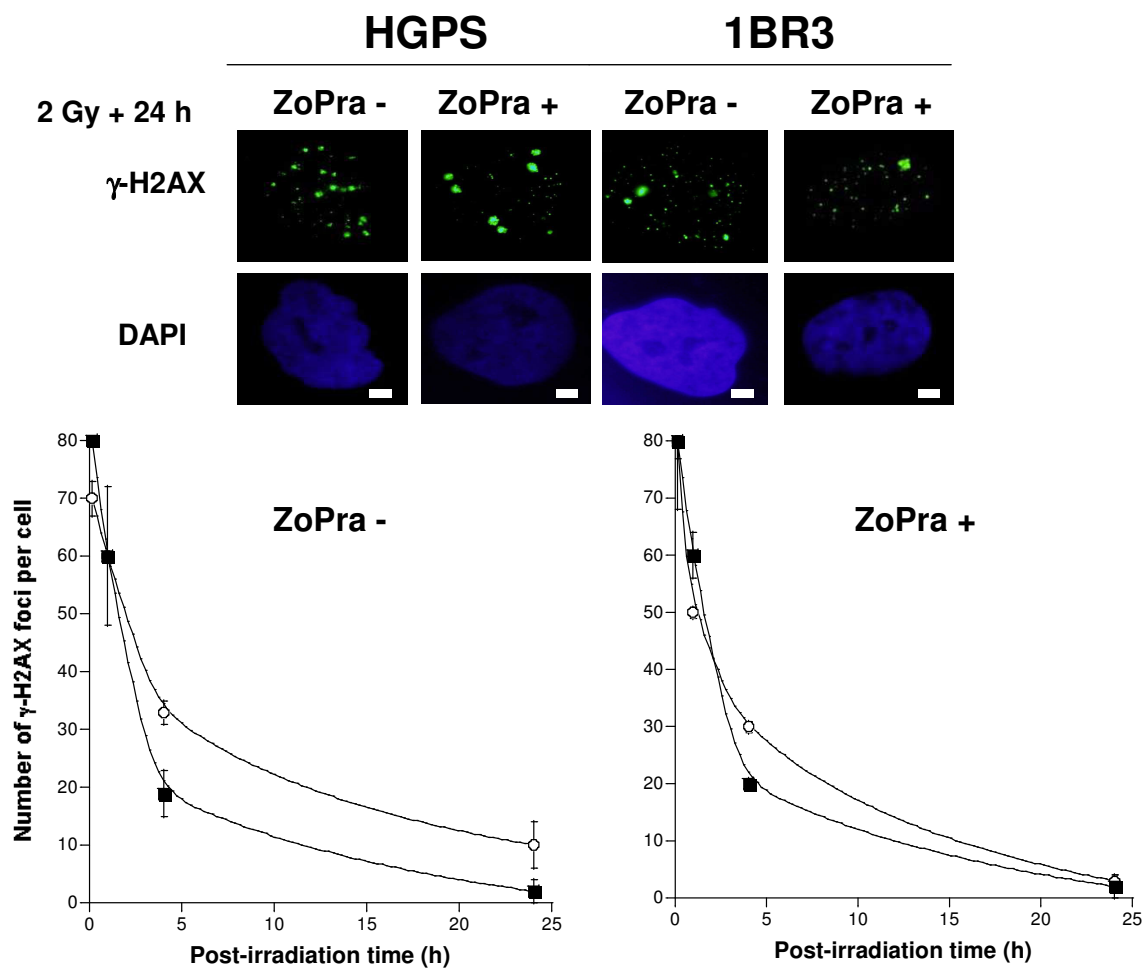 HGPS 1BR3
2 Gy + 24 h ZoPra - ZoPra + ZoPra - ZoPra +
γ-H2AX
DAPI
Number of γ-H2AX foci per cell
80
70
60
50
40
30
20
10
0
ZoPra -
0 5 10 15 20 25
Post-irradiation time (h)
80
70
60
50
40
30
20
10
0
ZoPra +
0 5 10 15 20 25
Post-irradiation time (h)